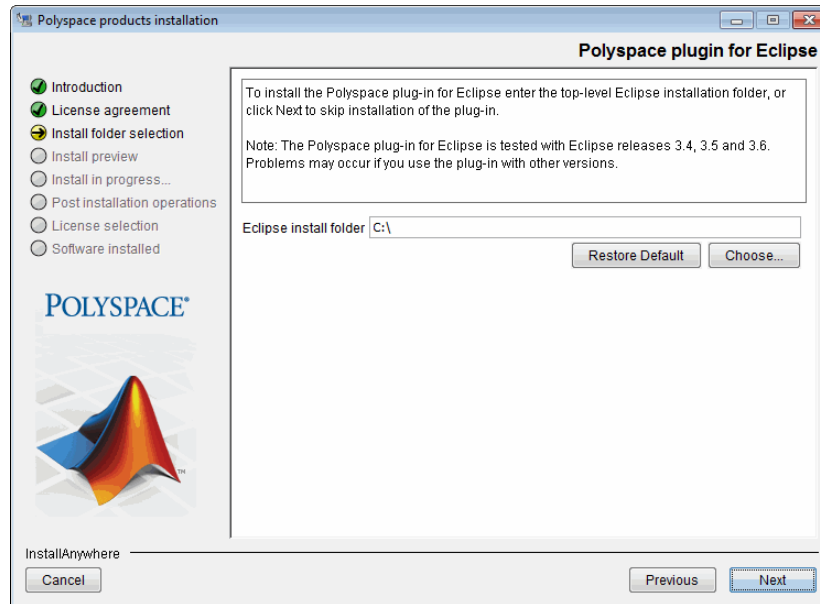 Polyspace products installation
Polyspace plugin for Eclipse
Introduction
License agreement
Install folder selection
Install preview
Install in progress...
Post installation operations
License selection
Software installed
POLYSPACE®
TM
To install the Polyspace plug-in for Eclipse enter the top-level Eclipse installation folder, or
click Next to skip installation of the plug-in.
Note: The Polyspace plug-in for Eclipse is tested with Eclipse releases 3.4, 3.5 and 3.6.
Problems may occur if you use the plug-in with other versions.
Eclipse install folder C:\
Restore Default Choose...
InstallAnywhere
Cancel Previous Next